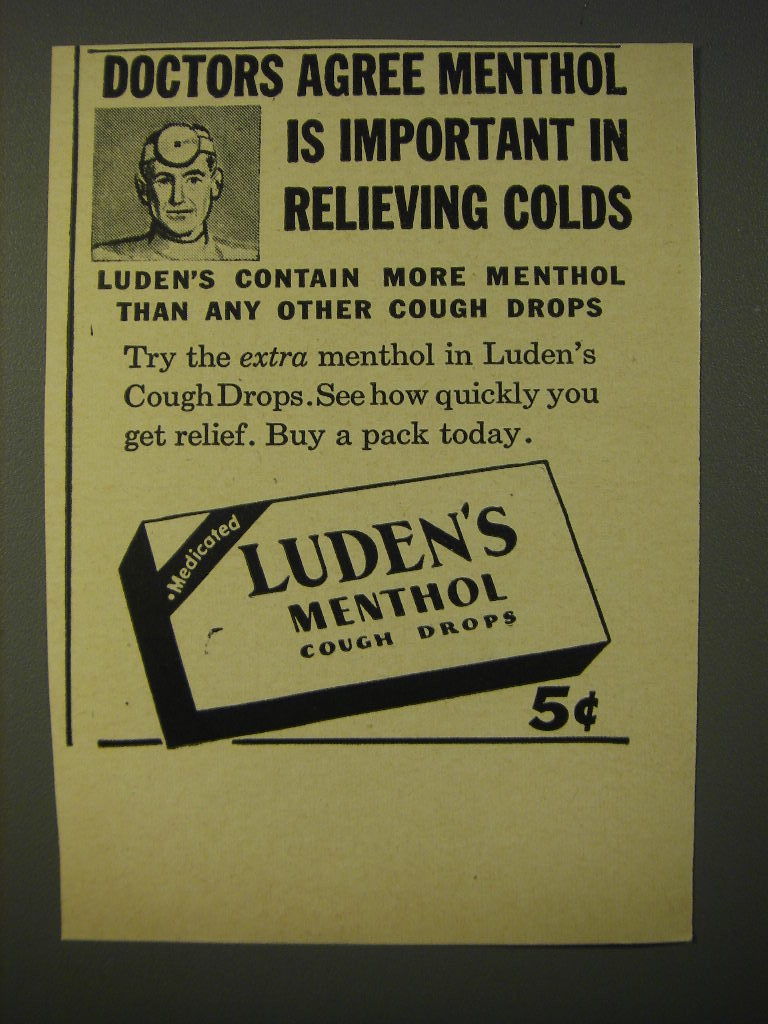 DOCTORS AGREE MENTHOL
IS IMPORTANT IN
RELIEVING COLDS
LUDEN'S CONTAIN MORE MENTHOL
THAN ANY OTHER COUGH DROPS
Try the extra menthol in Luden's
Cough Drops. See how quickly you
get relief. Buy a pack today.
• Medicated
LUDEN'S
MENTHOL
COUGH DROPS
5¢